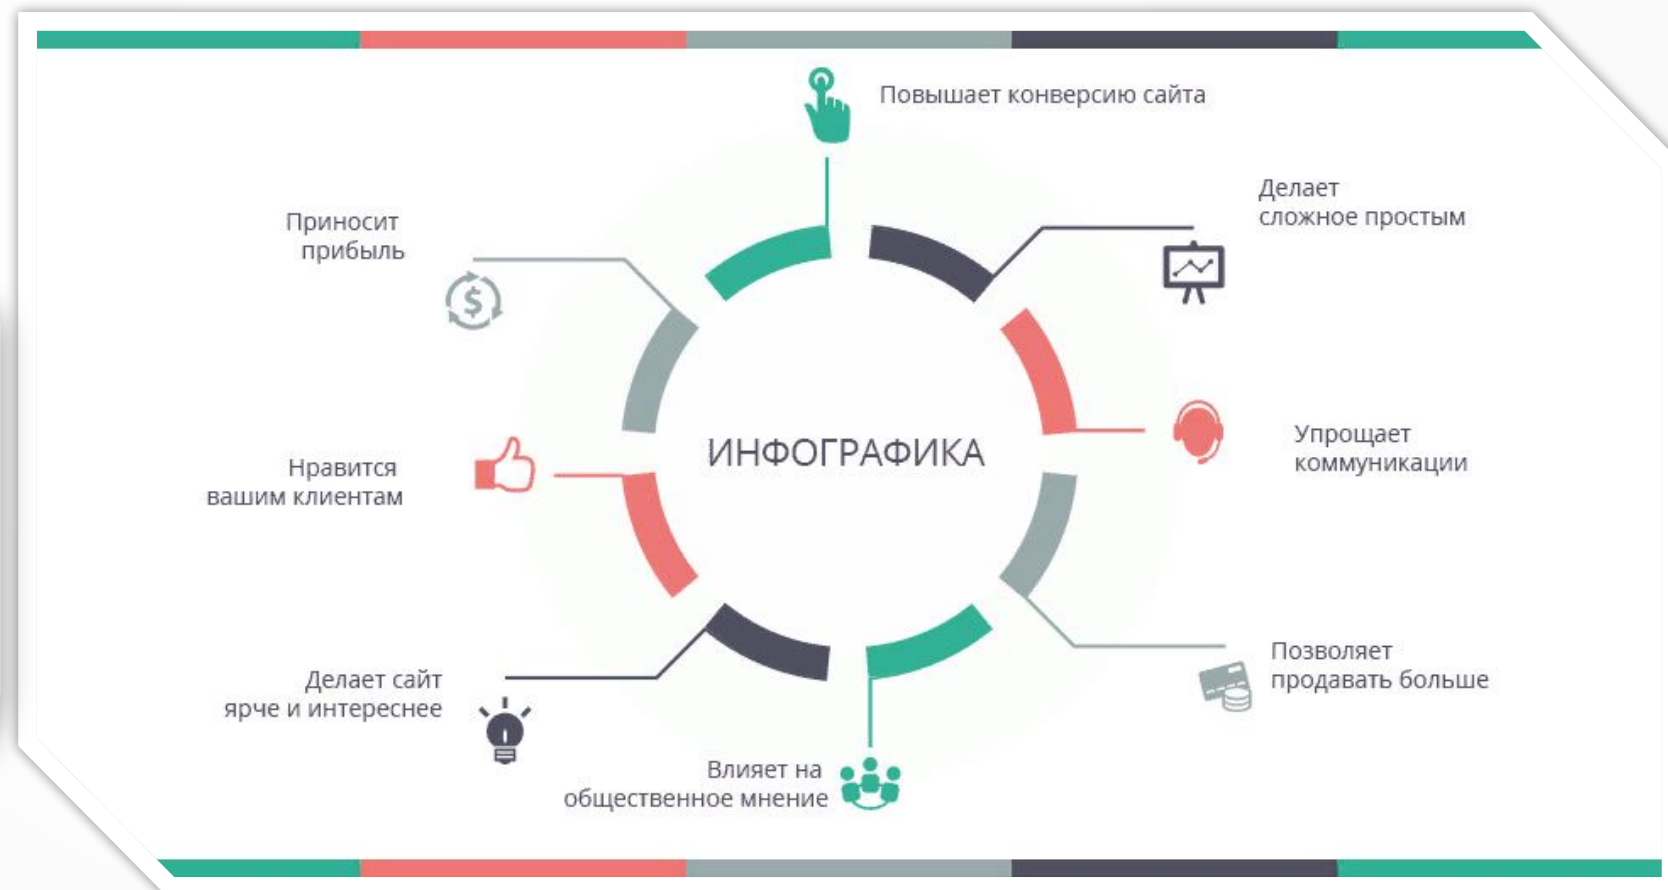 Повышает конверсию сайта
Делает
сложное простым
Упрощает
коммуникации
Позволяет
продавать больше
Влияет на
общественное мнение
Делает сайт
ярче и интереснее
Нравится
вашим клиентам
Приносит
прибыль
ИНФОГРАФИКА
$